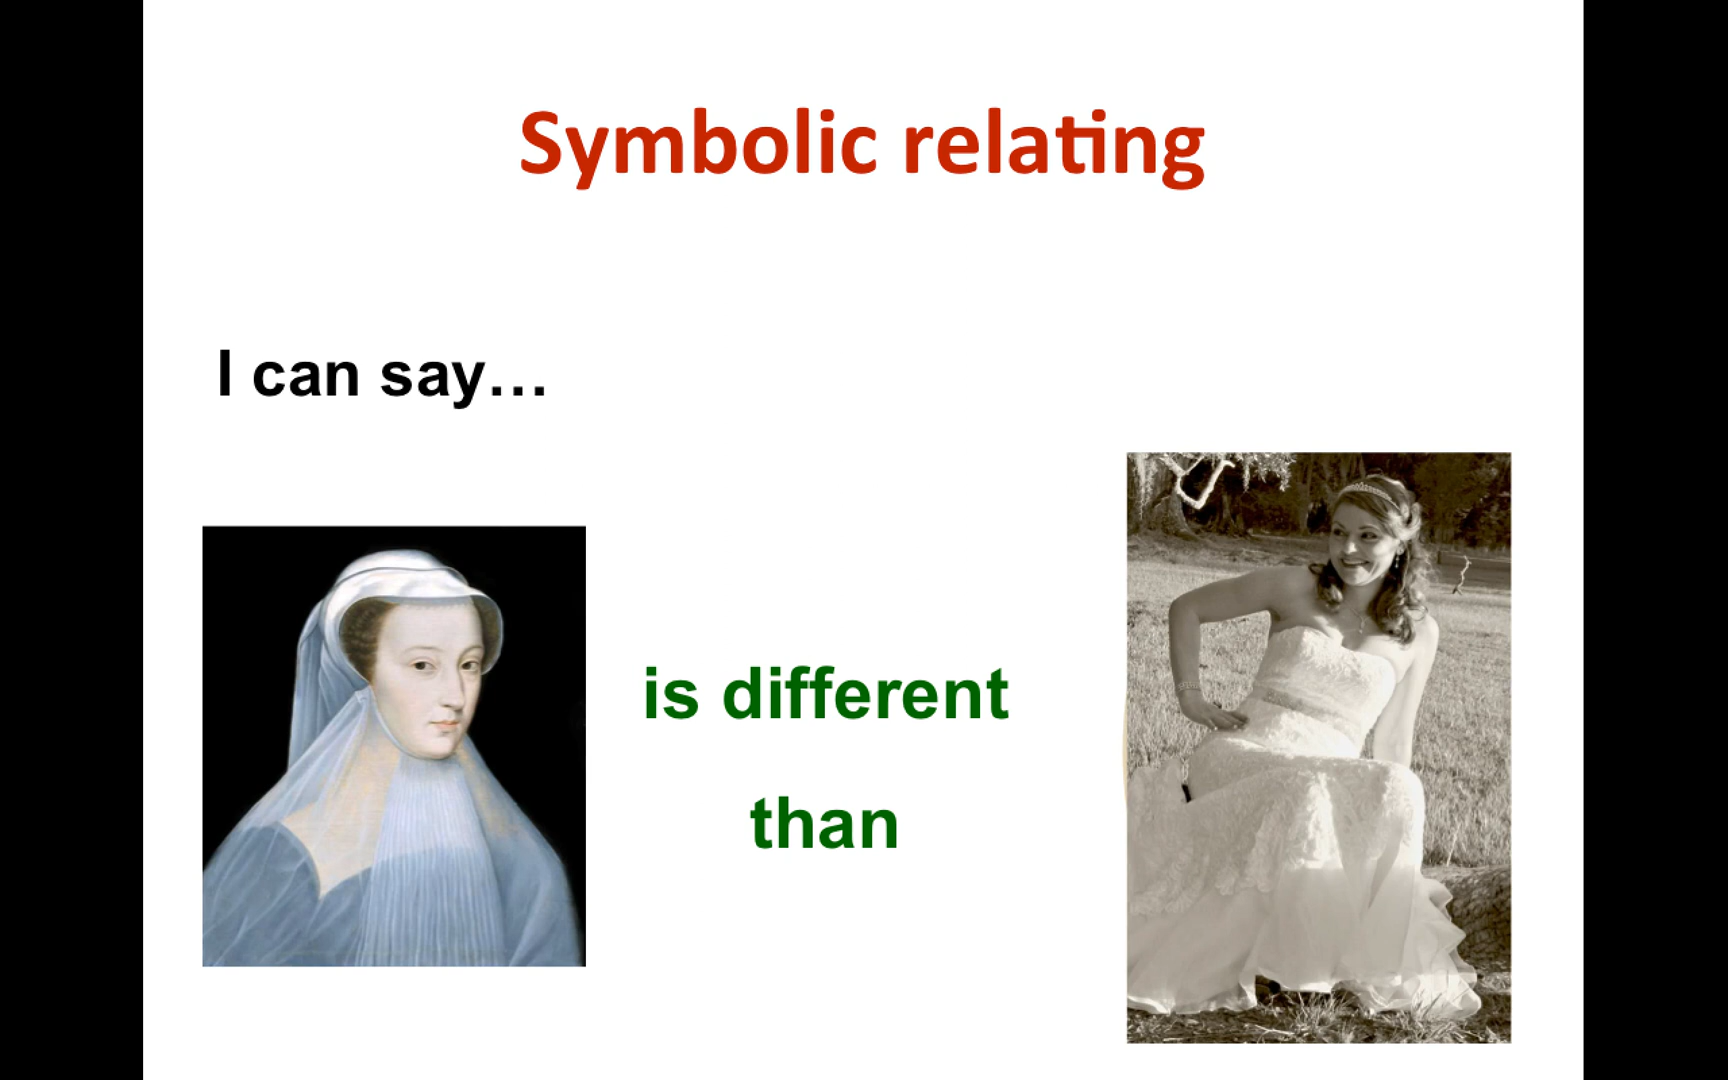 Symbolic relating
I can say…
is different
than